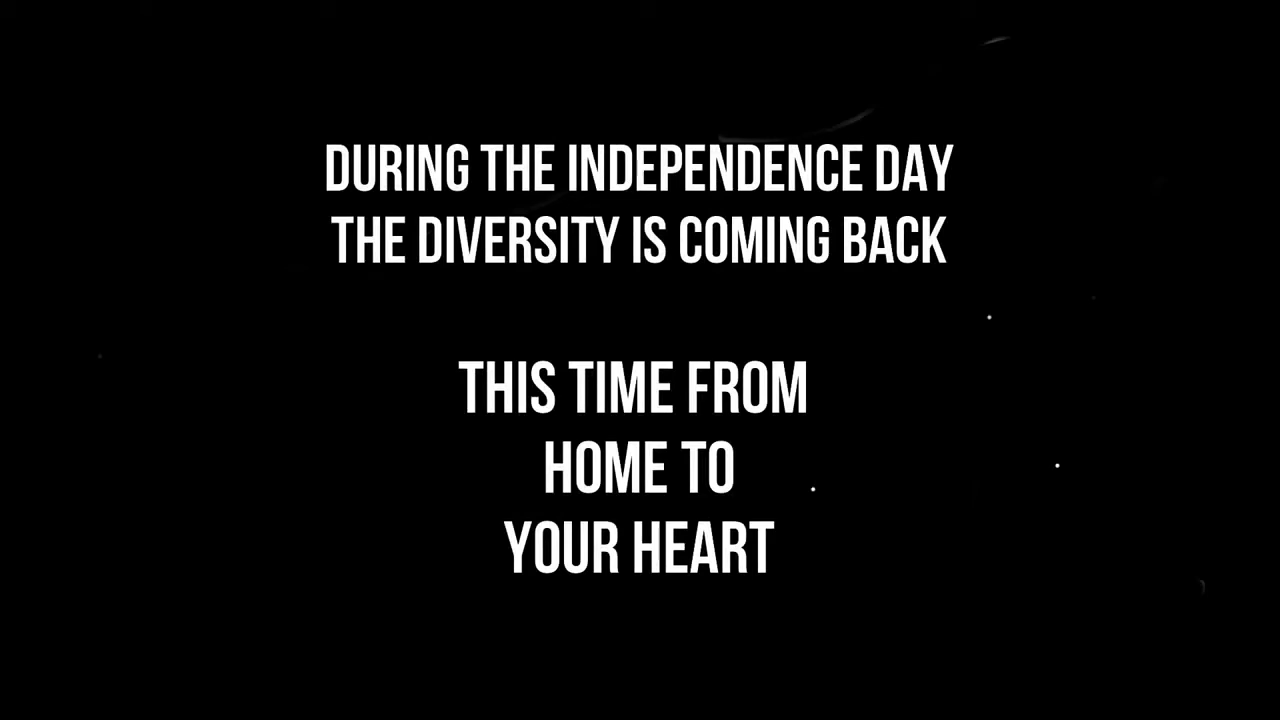 DURING THE INDEPENDENCE DAY
THE DIVERSITY IS COMING BACK
THIS TIME FROM
HOME TO
YOUR HEART